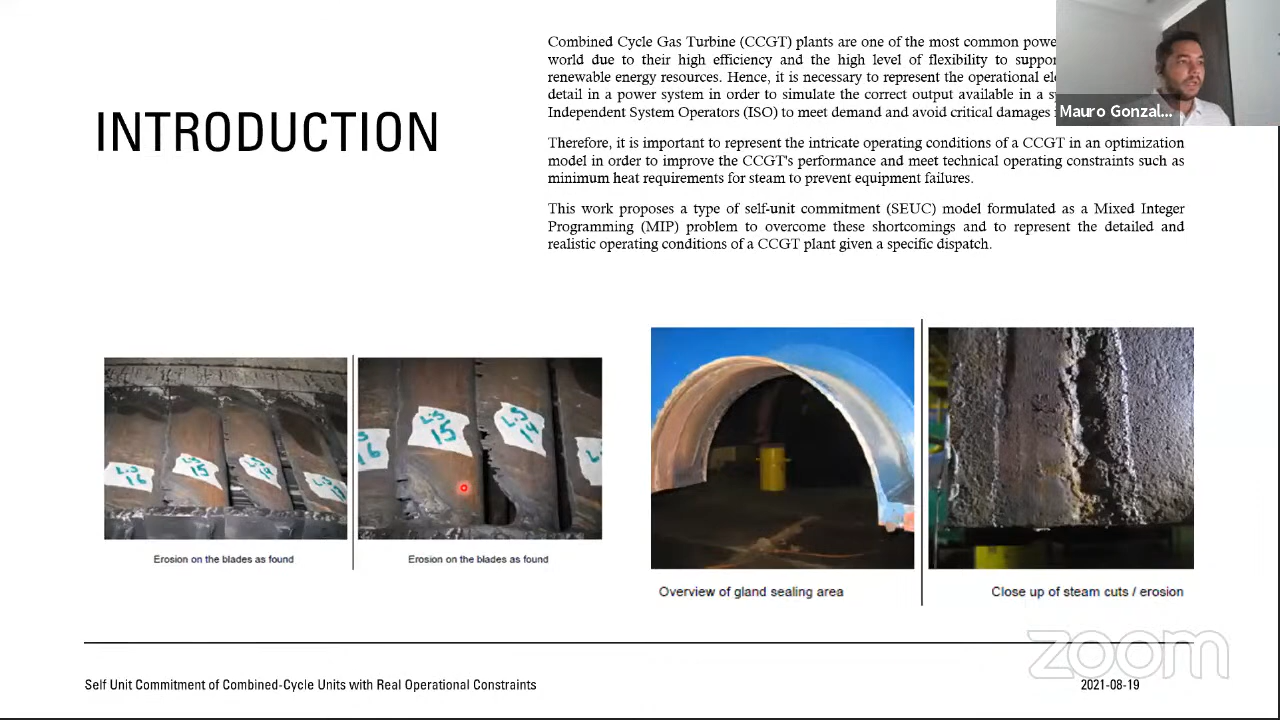 INTRODUCTION
Combined Cycle Gas Turbine (CCGT) plants are one of the most common
world due to their high efficiency and the high level of flexibility to
renewable energy resources. Hence, it is necessary to represent the operational
detail in a power system in order to simulate the correct output available in a
Independent System Operators (ISO) to meet demand and avoid critical damages
Therefore, it is important to represent the intricate operating conditions of a CCGT in an optimization
model in order to improve the CCGT's performance and meet technical operating constraints such as
minimum heat requirements for steam to prevent equipment failures.
This work proposes a type of self-unit commitment (SEUC) model formulated as a Mixed Integer
Programming (MIP) problem to overcome these shortcomings and to represent the detailed and
realistic operating conditions of a CCGT plant given a specific dispatch.
Mauro Gonzal...
L-S 16
L-S 15
L-S 14
16
L-S 15
L-S 14
Erosion on the blades as found
Erosion on the blades as found
Overview of gland sealing area
Close up of steam cuts / erosion
zoom
Self Unit Commitment of Combined-Cycle Units with Real Operational Constraints
2021-08-19